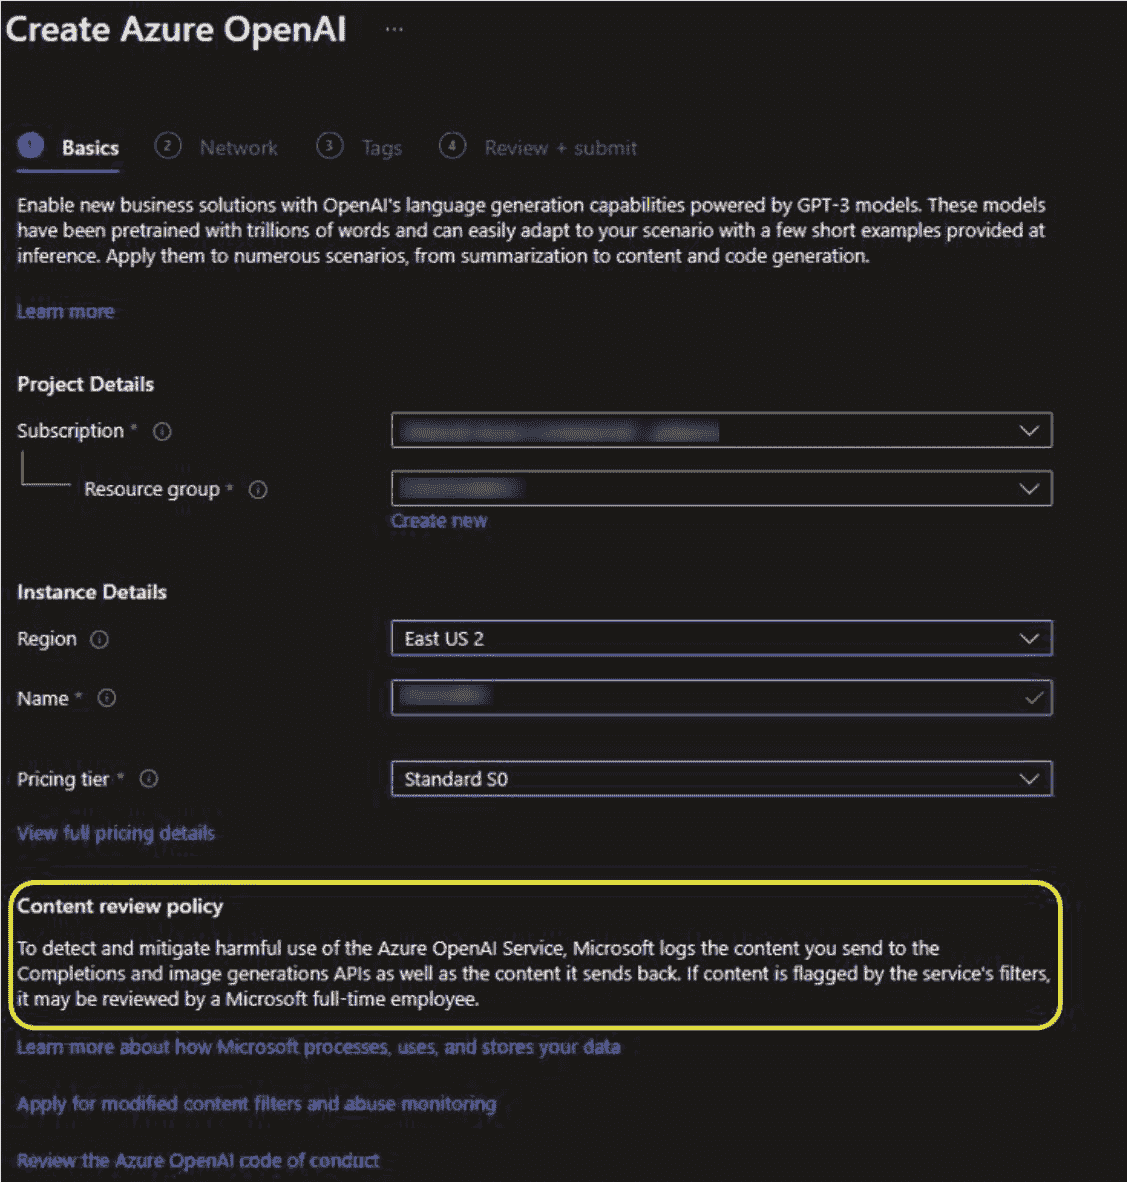 Create Azure OpenAI ...
1 Basics 2 Network 3 Tags 4 Review + submit
Enable new business solutions with OpenAI's language generation capabilities powered by GPT-3 models. These models
have been pretrained with trillions of words and can easily adapt to your scenario with a few short examples provided at
inference. Apply them to numerous scenarios, from summarization to content and code generation.
Learn more
Project Details
Subscription *
Resource group *
Create new
Instance Details
Region East US 2
Name *
Pricing tier * Standard S0
View full pricing details
Content review policy
To detect and mitigate harmful use of the Azure OpenAI Service, Microsoft logs the content you send to the
Completions and image generations APIs as well as the content it sends back. If content is flagged by the service's filters,
it may be reviewed by a Microsoft full-time employee.
Learn more about how Microsoft processes, uses, and stores your data
Apply for modified content filters and abuse monitoring
Review the Azure OpenAI code of conduct